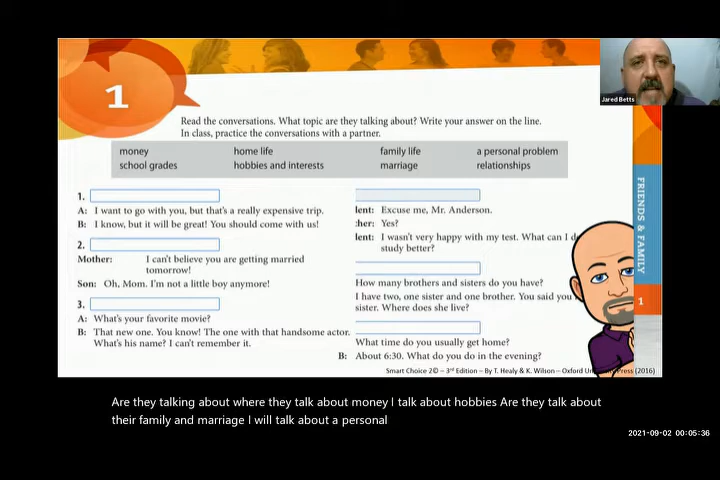 Jared Betts
1
Read the conversations. What topic are they talking about? Write your answer on the line.
In class, practice the conversations with a partner.
money home life family life a personal problem
school grades hobbies and interests marriage relationships
1.
A: I want to go with you, but that's a really expensive trip.
B: I know, but it will be great! You should come with us!
2.
Mother: I can't believe you are getting married
tomorrow!
Son: Oh, Mom. I'm not a little boy anymore!
3.
A: What's your favorite movie?
B: That new one. You know! The one with that handsome actor.
What's his name? I can't remember it.
lent: Excuse me, Mr. Anderson.
:her: Yes?
lent: I wasn't very happy with my test. What can I d
study better?
How many brothers and sisters do you have?
I have two, one sister and one brother. You said you
sister. Where does she live?
What time do you usually get home?
B: About 6:30. What do you do in the evening?
FRIENDS & FAMILY
1
Smart Choice 2© – 3rd Edition – By T. Healy & K. Wilson – Oxford Un Press (2016)
Are they talking about where they talk about money I talk about hobbies Are they talk about
their family and marriage I will talk about a personal
2021-09-02 00:05:36